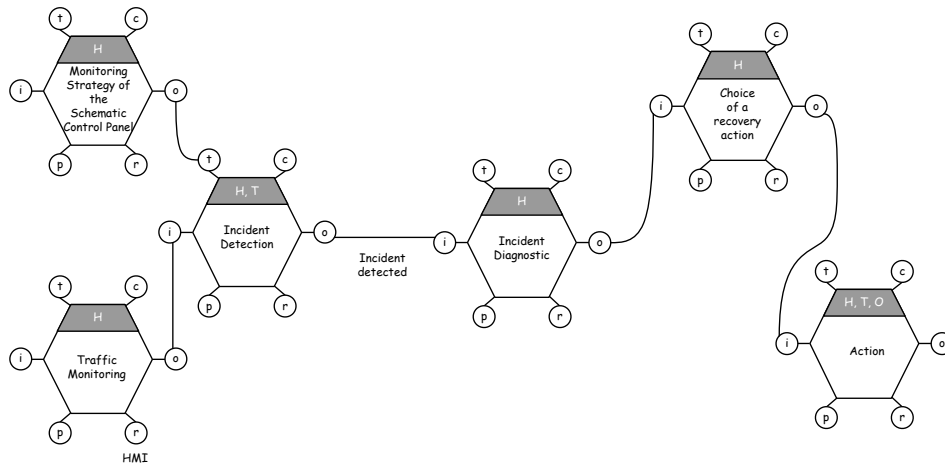 t
c
H
Monitoring
Strategy of
the
Schematic
Control Panel
i
o
p
r
t
c
H, T
Incident
Detection
i
o
p
r
t
c
H
Traffic
Monitoring
i
o
p
r
HMI
Incident
detected
t
c
H
Incident
Diagnostic
i
o
p
r
t
c
H
Choice
of a
recovery
action
i
o
p
r
t
c
H, T, O
Action
i
o
p
r